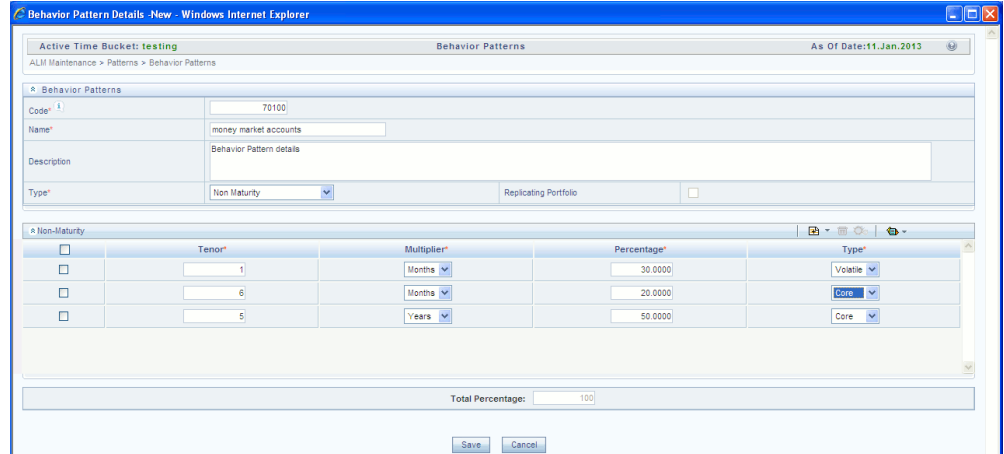 Behavior Pattern Details -New - Windows Internet Explorer
Active Time Bucket: testing Behavior Patterns As Of Date:11.Jan.2013
ALM Maintenance > Patterns > Behavior Patterns
Behavior Patterns
Code* i 70100
Name* money market accounts
Description Behavior Pattern details
Type* Non Maturity Replicating Portfolio
Non-Maturity
Tenor* Multiplier* Percentage* Type*
1 Months 30.0000 Volatile
6 Months 20.0000 Core
5 Years 50.0000 Core
Total Percentage: 100
Save Cancel